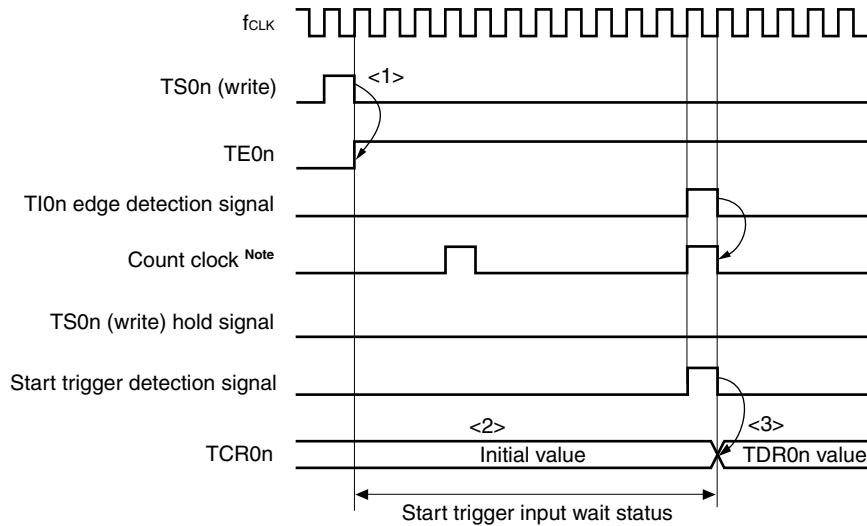 fCLK
TS0n (write)
<1>
TE0n
TI0n edge detection signal
Count clock Note
TS0n (write) hold signal
Start trigger detection signal
<2>
<3>
TCR0n
Initial value
TDR0n value
Start trigger input wait status